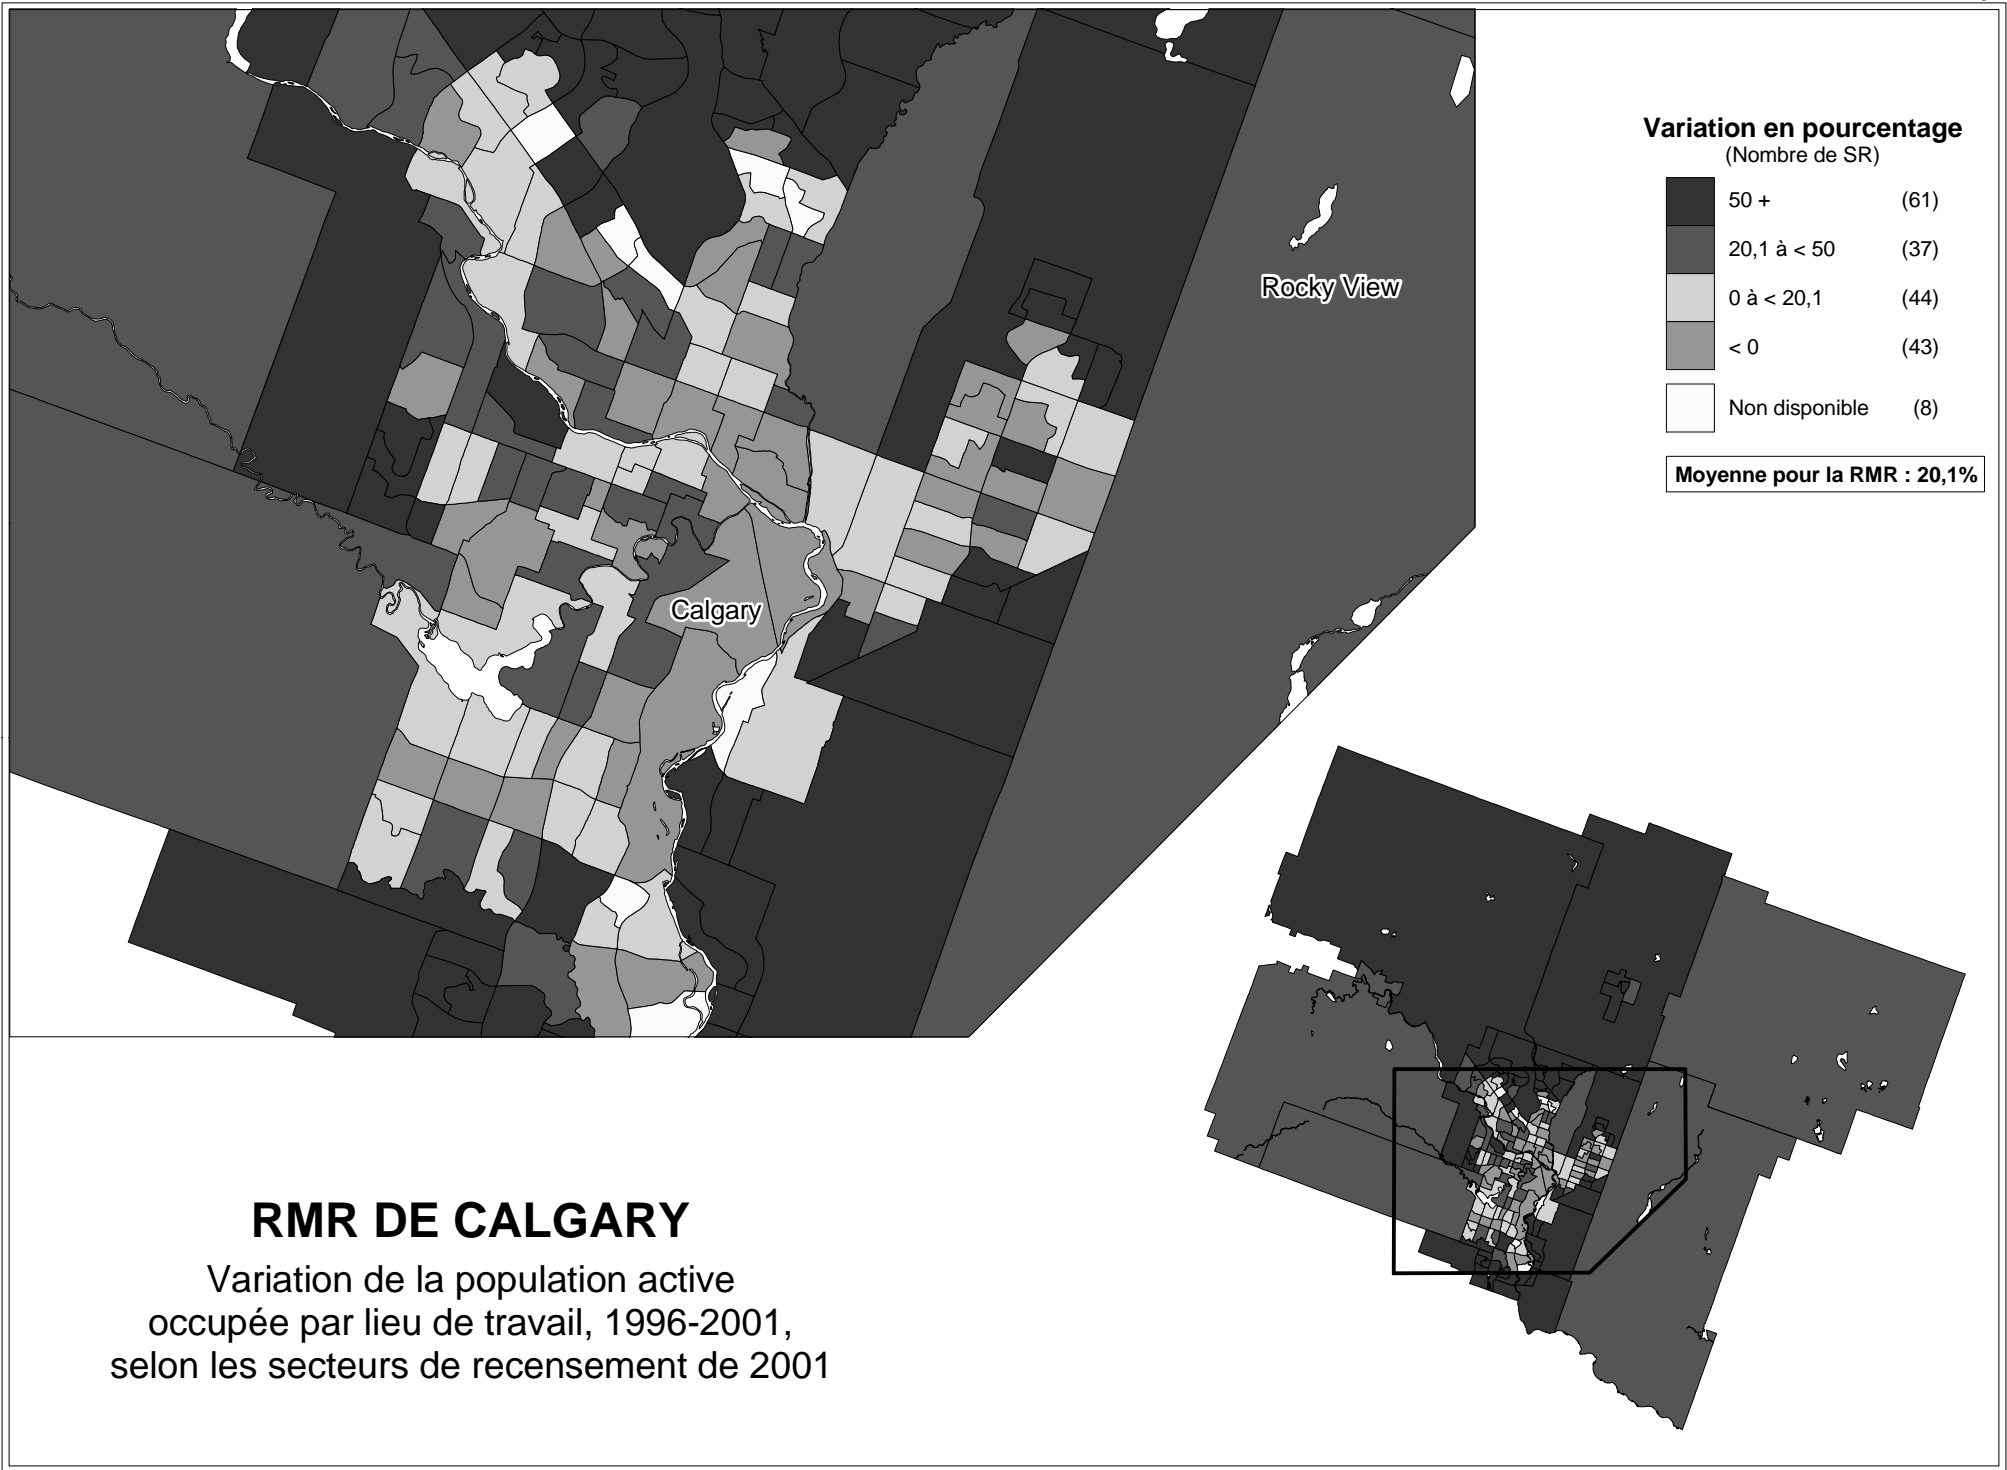 Variation en pourcentage
(Nombre de SR)
50 + (61)
20,1 à < 50 (37)
0 à < 20,1 (44)
< 0 (43)
Non disponible (8)
Moyenne pour la RMR : 20,1%
Rocky View
Calgary
RMR DE CALGARY
Variation de la population active
occupée par lieu de travail, 1996-2001,
selon les secteurs de recensement de 2001